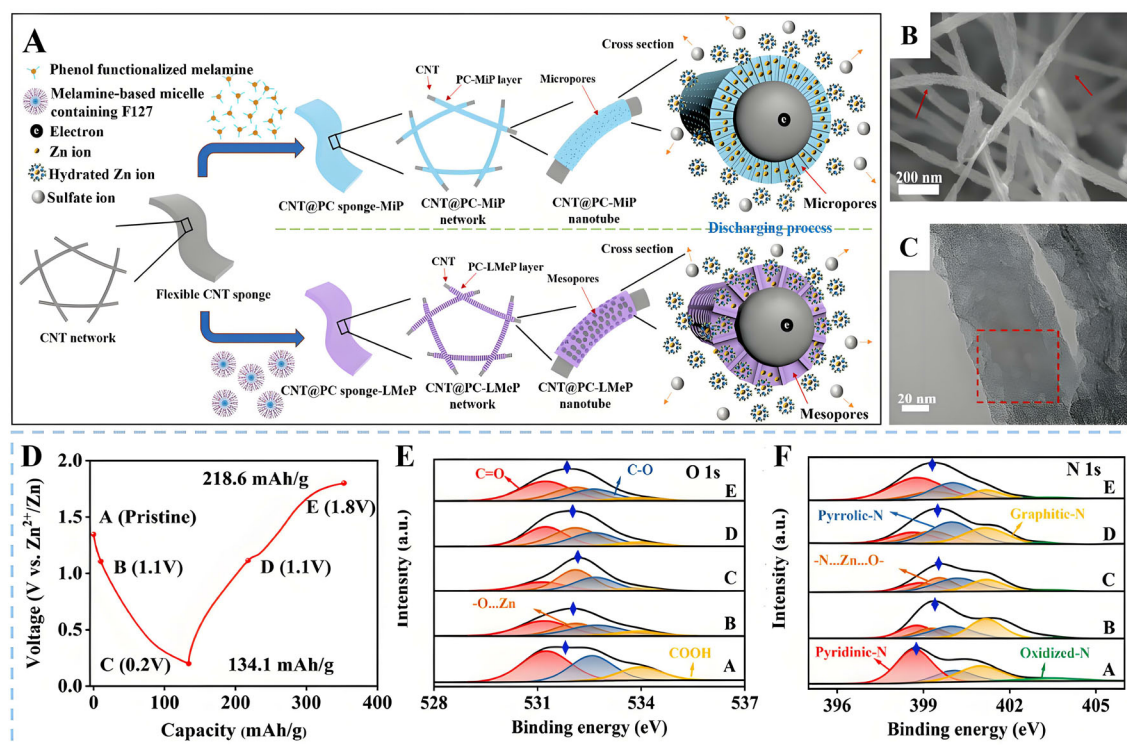 A
Phenol functionalized melamine
Melamine-based micelle
containing F127
Electron
Zn ion
Hydrated Zn ion
Sulfate ion
CNT network
Flexible CNT sponge
CNT@PC sponge-MiP
CNT
PC-MiP layer
CNT@PC-MiP
network
Micropores
CNT@PC-MiP
nanotube
Cross section
e
Micropores
Discharging process
CNT@PC sponge-LMeP
CNT
PC-LMeP layer
CNT@PC-LMeP
network
Mesopores
CNT@PC-LMeP
nanotube
Cross section
e
Mesopores
B
200 nm
C
20 nm
D
Voltage (V vs. Zn2+/Zn)
2.0
1.5
1.0
0.5
0.0
218.6 mAh/g
A (Pristine)
E (1.8V)
B (1.1V)
D (1.1V)
C (0.2V)
134.1 mAh/g
0 100 200 300 400
Capacity (mAh/g)
E
Intensity (a.u.)
O 1s
C=O
C-O
E
D
C
-O...Zn
B
COOH
A
528 531 534 537
Binding energy (eV)
F
Intensity (a.u.)
N 1s
E
Pyrrolic-N
Graphitic-N
D
-N...Zn...O-
C
B
Pyridinic-N
Oxidized-N
A
396 399 402 405
Binding energy (eV)